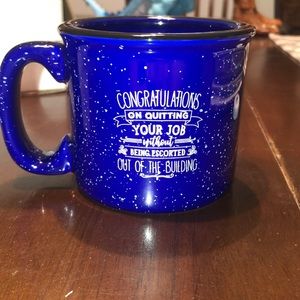 CONGRATULATIONS
ON QUITTING
YOUR JOB
without
BEING ESCORTED
OUT OF THE BUILDING